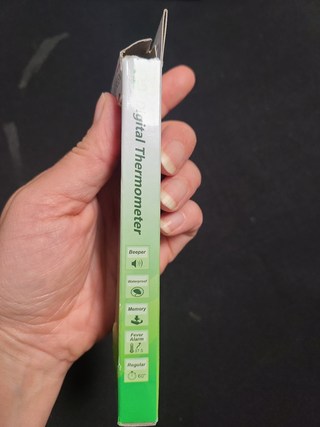 gital Thermometer
Beeper
Waterproof
Memory
Fever
Alarm
Regular